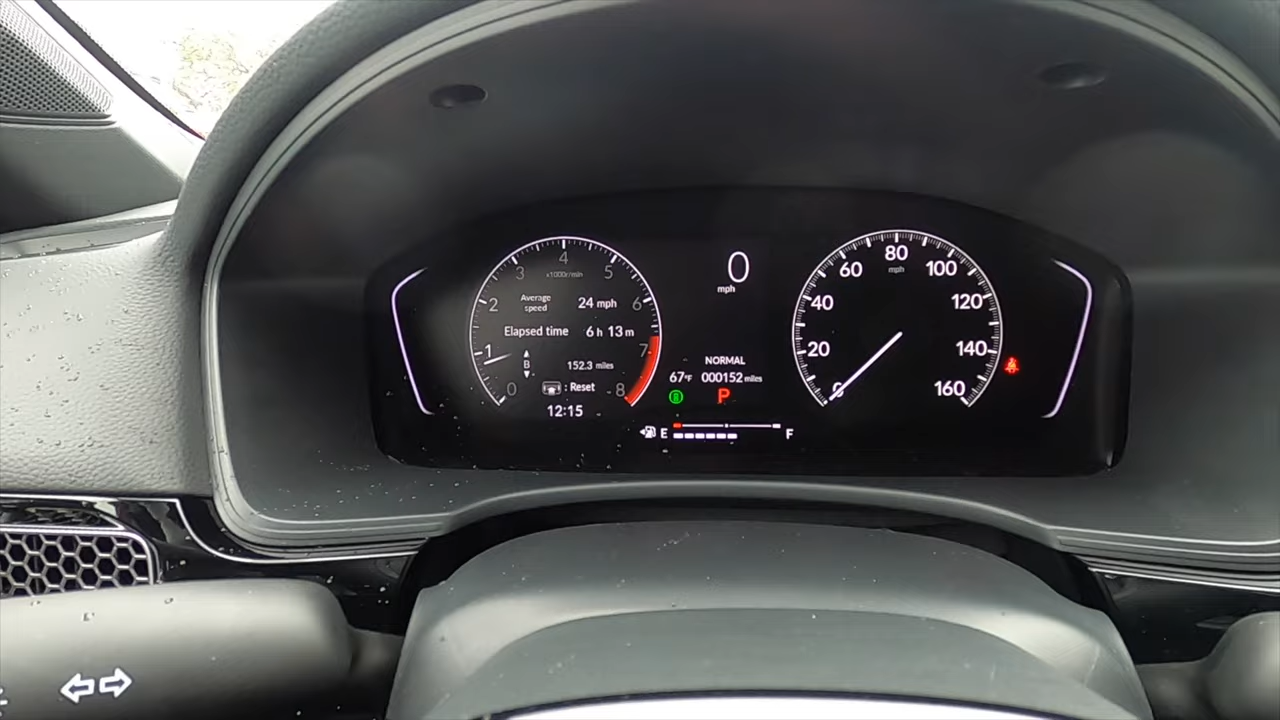 4
3
5
x1000r/min
2
Average
speed
24 mph
6
Elapsed time
6 h 13 m
1
7
B
152.3 miles
0
: Reset
8
12:15
0
mph
NORMAL
67°F
000152 miles
P
E
F
80
60
mph
100
40
120
20
140
0
160